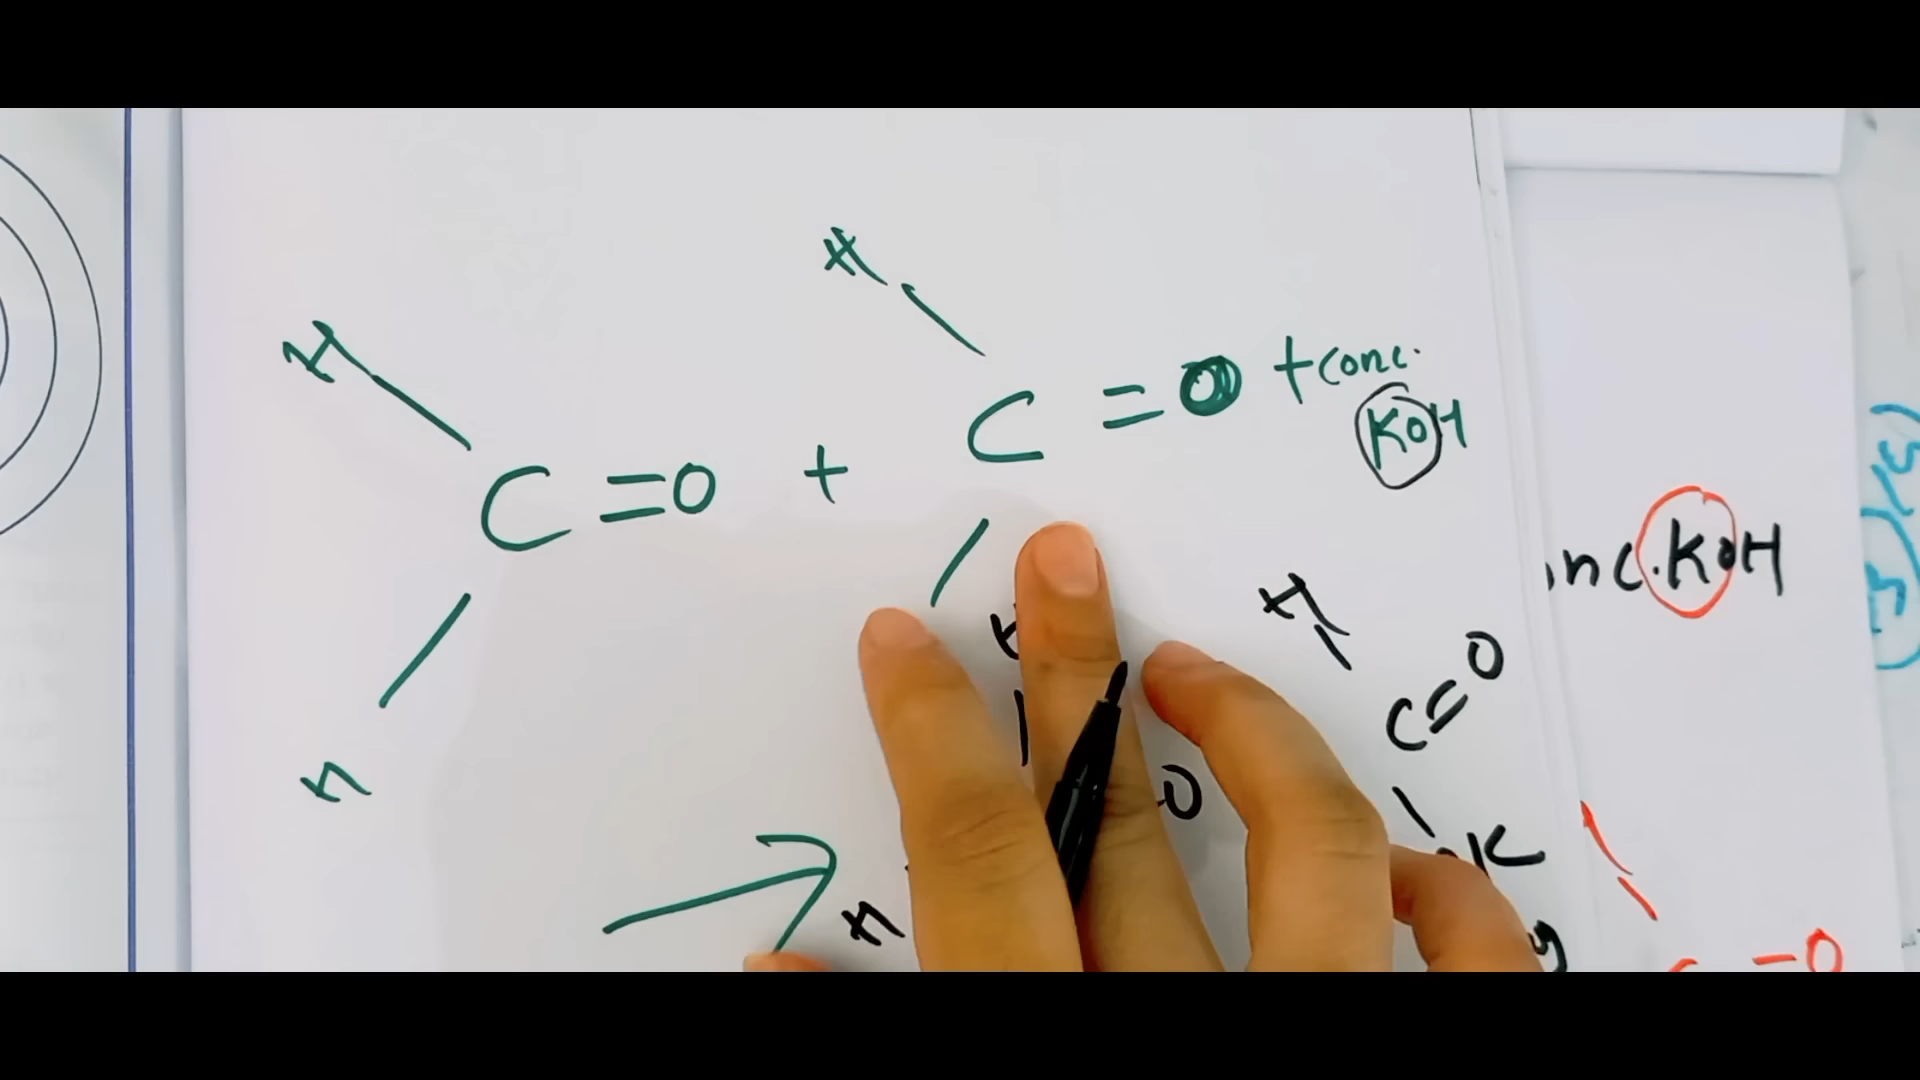 H
H
C =O + C = O + conc.
KOH
H
H
C=O
O
K
H
nc. KOH
-O